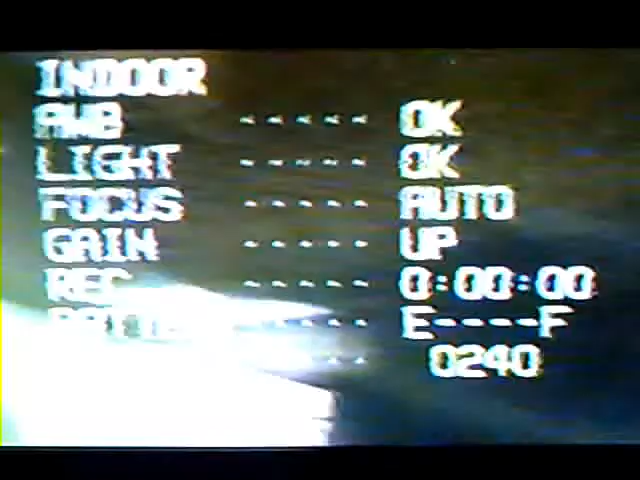 INDOOR
AWB ----- OK
LIGHT ----- OK
FOCUS ----- AUTO
GAIN ----- UP
REC ----- 0:00:00
----- E----F
0240